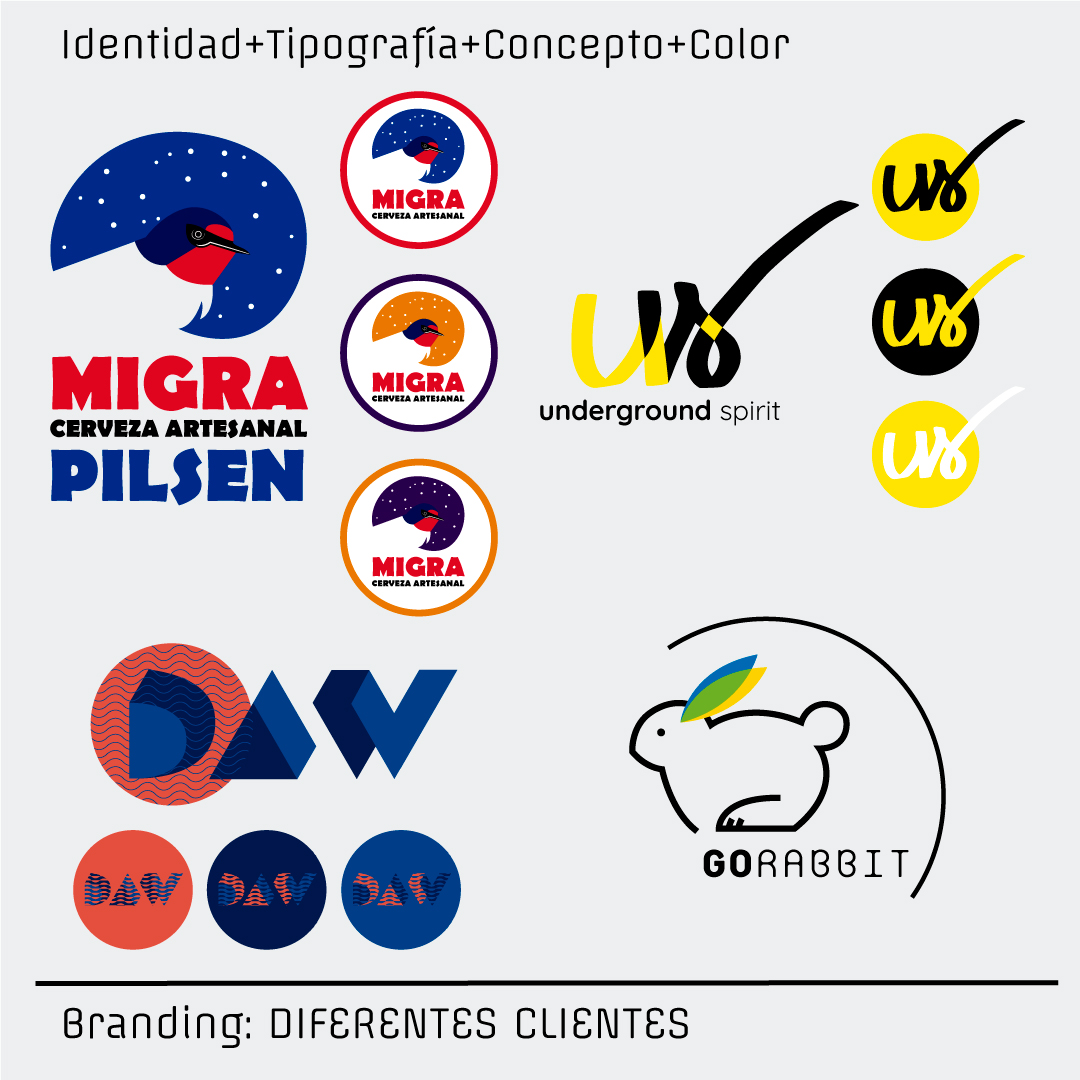 Identidad+Tipografía+Concepto+Color
MIGRA
CERVEZA ARTESANAL
PILSEN
MIGRA
CERVEZA ARTESANAL
MIGRA
CERVEZA ARTESANAL
MIGRA
CERVEZA ARTESANAL
us
underground spirit
us
us
us
DAW
DAW
DAW
DAW
GORABBIT
Branding: DIFERENTES CLIENTES